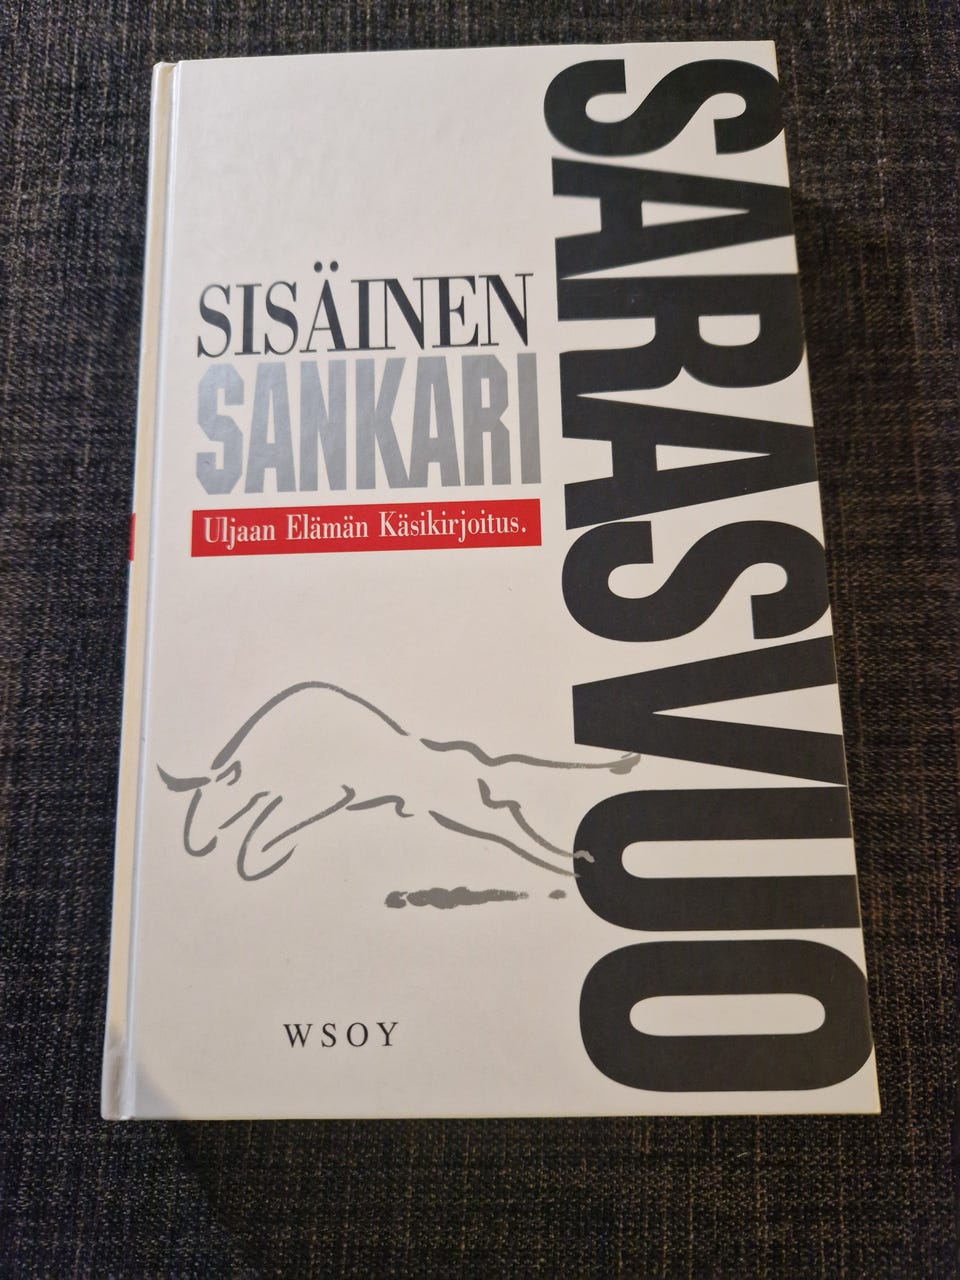 SARASVUO
SISÄINEN
SANKARI
Uljaan Elämän Käsikirjoitus.
WSOY